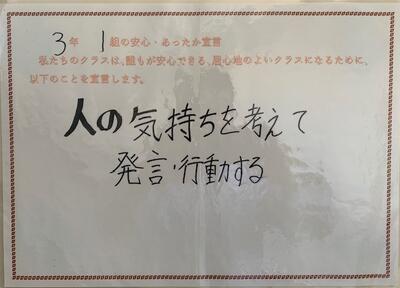 3年 1組の安心・あったか宣言
私たちのクラスは、誰もが安心できる、居心地のよいクラスになるために、
以下のことを宣言します。
人の気持ちを考えて
発言・行動する